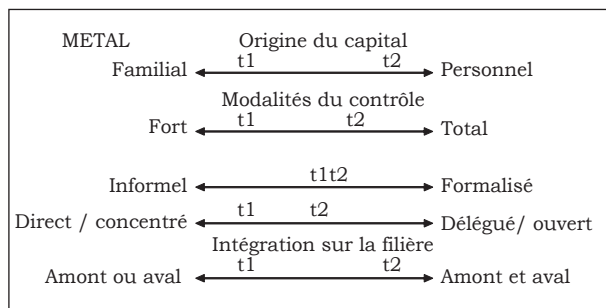 METAL Origine du capital
t1 t2
Familial Personnel
Modalités du contrôle
t1 t2
Fort Total
t1t2
Informel Formalisé
t1 t2
Direct / concentré Délégué/ ouvert
Intégration sur la filière
t1 t2
Amont ou aval Amont et aval